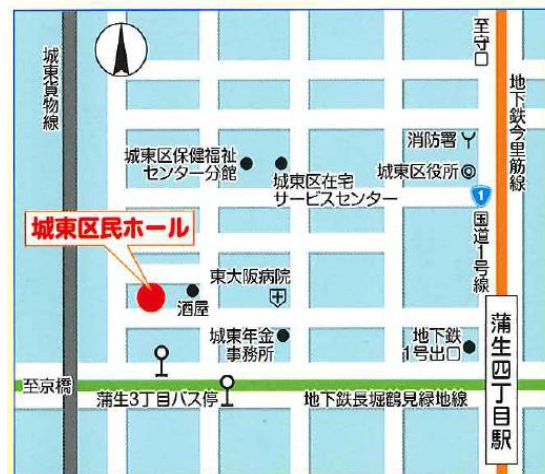 城東貨物線
至守口
地下鉄今里筋線
消防署
城東区役所
城東区保健福祉
センター分館
城東区在宅
サービスセンター
1
国道1号線
城東区民ホール
酒屋
東大阪病院
城東年金
事務所
地下鉄
1号出口
蒲生四丁目駅
至京橋
蒲生3丁目バス停
地下鉄長堀鶴見緑地線